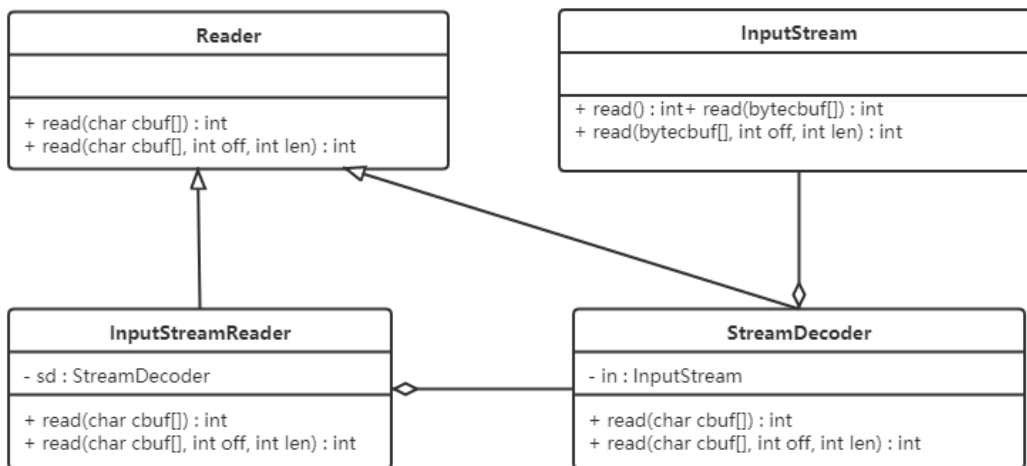 Reader
+ read(char cbuf[]) : int
+ read(char cbuf[], int off, int len) : int
InputStream
+ read() : int+ read(bytecbuf[]) : int
+ read(bytecbuf[], int off, int len) : int
InputStreamReader
- sd : StreamDecoder
+ read(char cbuf[]) : int
+ read(char cbuf[], int off, int len) : int
StreamDecoder
- in : InputStream
+ read(char cbuf[]) : int
+ read(char cbuf[], int off, int len) : int